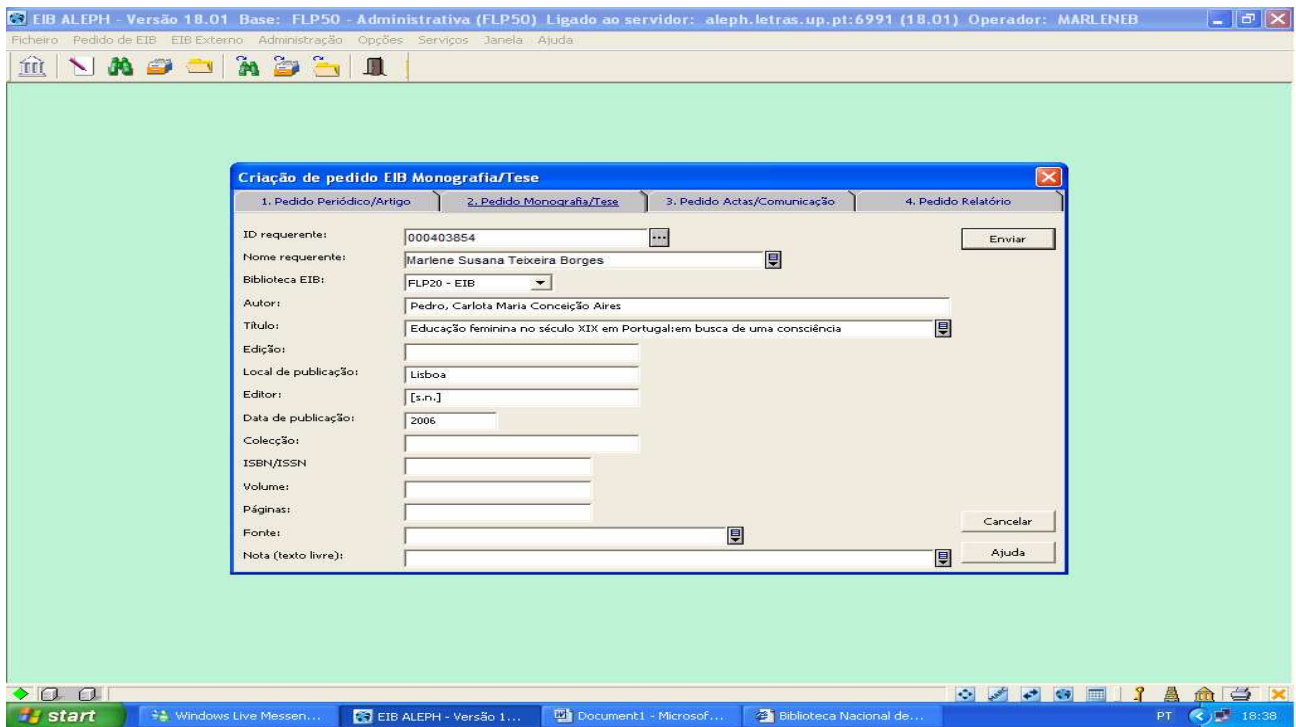 EIB ALEPH - Versão 18.01 Base: FLP50 - Administrativa (FLP50) Ligado ao servidor: aleph.letras.up.pt:6991 (18.01) Operador: MARLENEB
Ficheiro Pedido de EIB EIB Externo Administração Opções Serviços Janela Ajuda
Criação de pedido EIB Monografia/Tese
1. Pedido Periódico/Artigo 2. Pedido Monografia/Tese 3. Pedido Actas/Comunicação 4. Pedido Relatório
ID requerente: 000403854 ... Enviar
Nome requerente: Marlene Susana Teixeira Borges
Biblioteca EIB: FLP20 - EIB
Autor: Pedro, Carlota Maria Conceição Aires
Título: Educação feminina no século XIX em Portugal:em busca de uma consciência
Edição:
Local de publicação: Lisboa
Editor: [s.n.]
Data de publicação: 2006
Colecção:
ISBN/ISSN
Volume:
Páginas:
Cancelar
Fonte:
Nota (texto livre): Ajuda
start Windows Live Messen... EIB ALEPH - Versão 1... Document1 - Microsof... Biblioteca Nacional de... PT 18:38